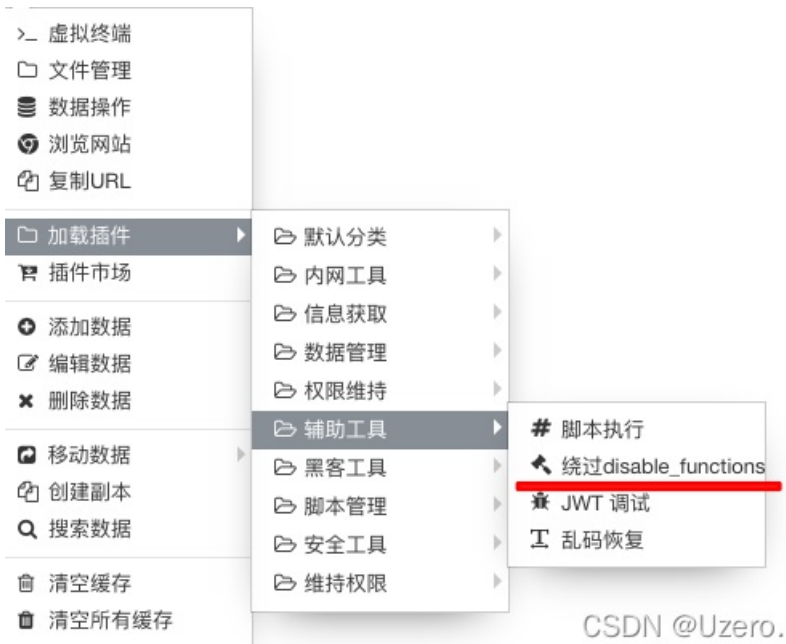 虚拟终端
文件管理
数据操作
浏览网站
复制URL
加载插件
插件市场
添加数据
编辑数据
删除数据
移动数据
创建副本
搜索数据
清空缓存
清空所有缓存
默认分类
内网工具
信息获取
数据管理
权限维持
辅助工具
黑客工具
脚本管理
安全工具
维持权限
脚本执行
绕过disable_functions
JWT 调试
乱码恢复
CSDN @Uzero.